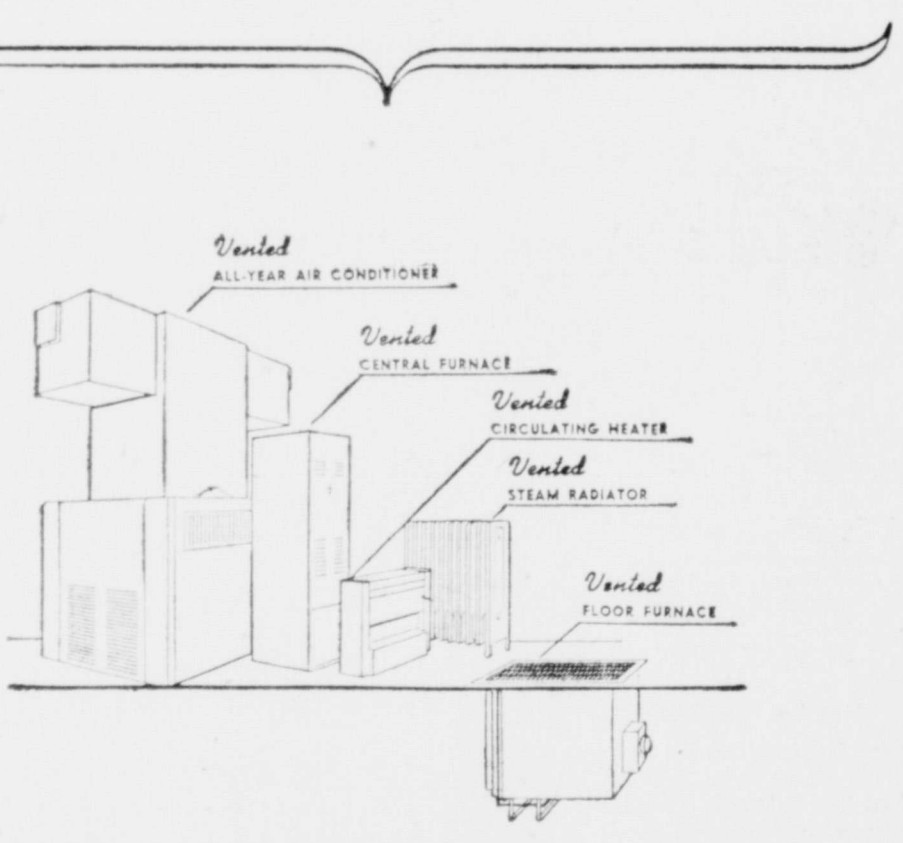 Vented
ALL-YEAR AIR CONDITIONER
Vented
CENTRAL FURNACE
Vented
CIRCULATING HEATER
Vented
STEAM RADIATOR
Vented
FLOOR FURNACE